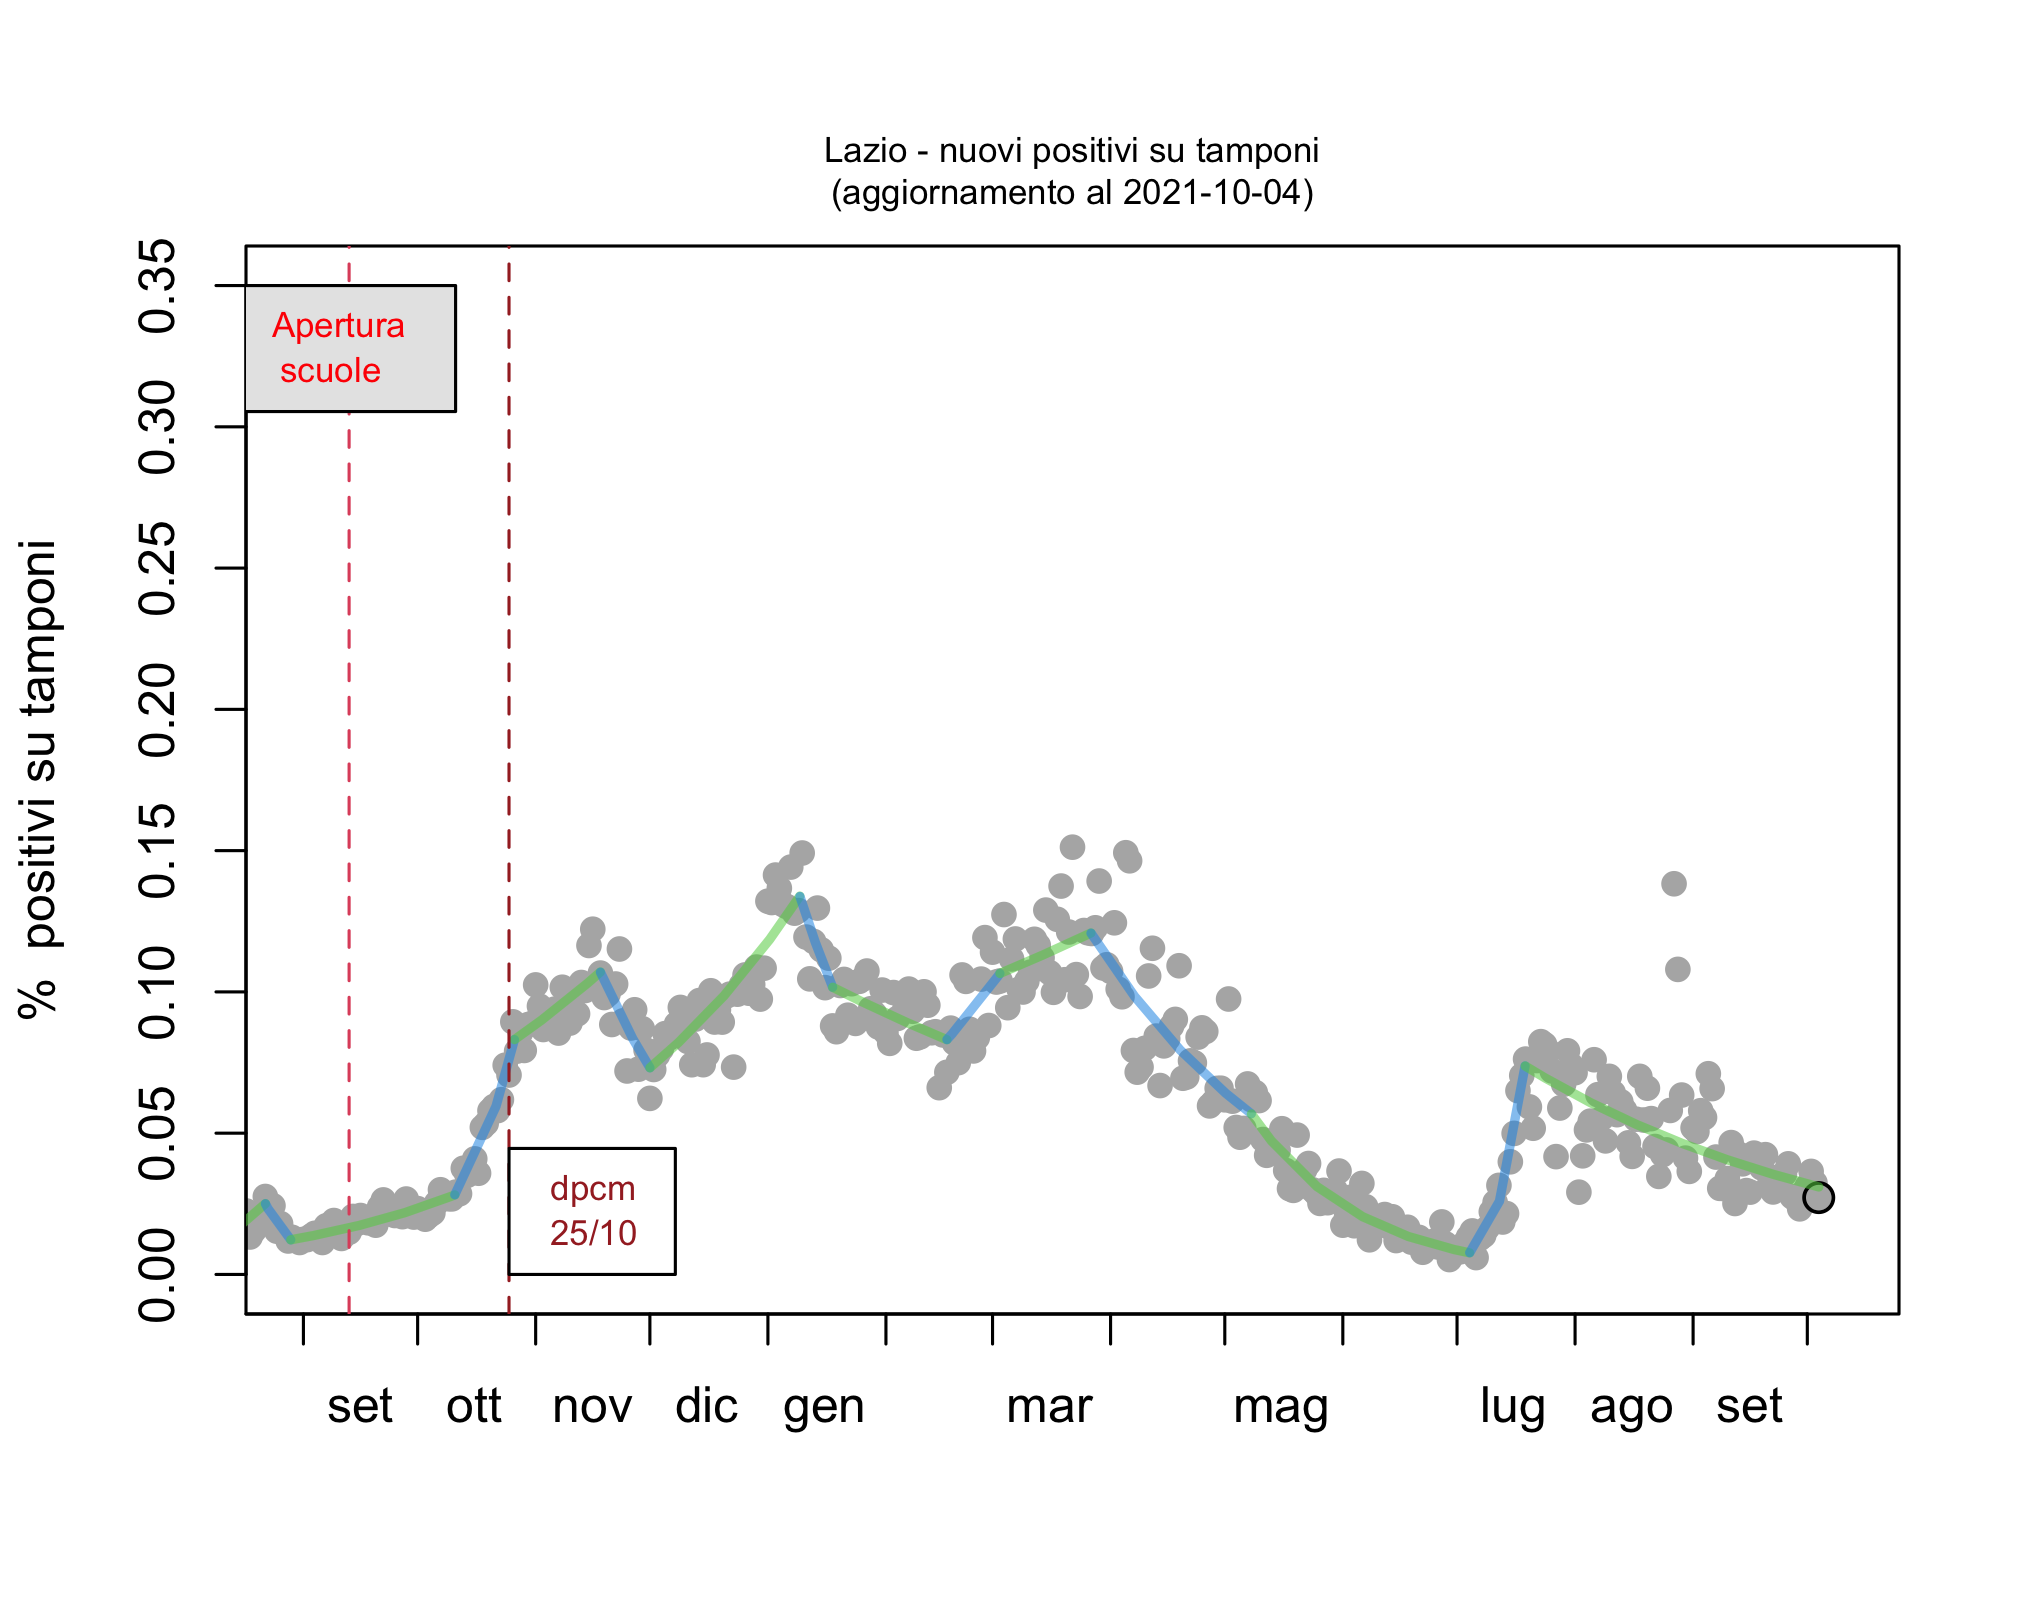 Lazio - nuovi positivi su tamponi
(aggiornamento al 2021-10-04)
% positivi su tamponi
0.35
0.30
0.25
0.20
0.15
0.10
0.05
0.00
Apertura
scuole
dpcm
25/10
set ott nov dic gen mar mag lug ago set